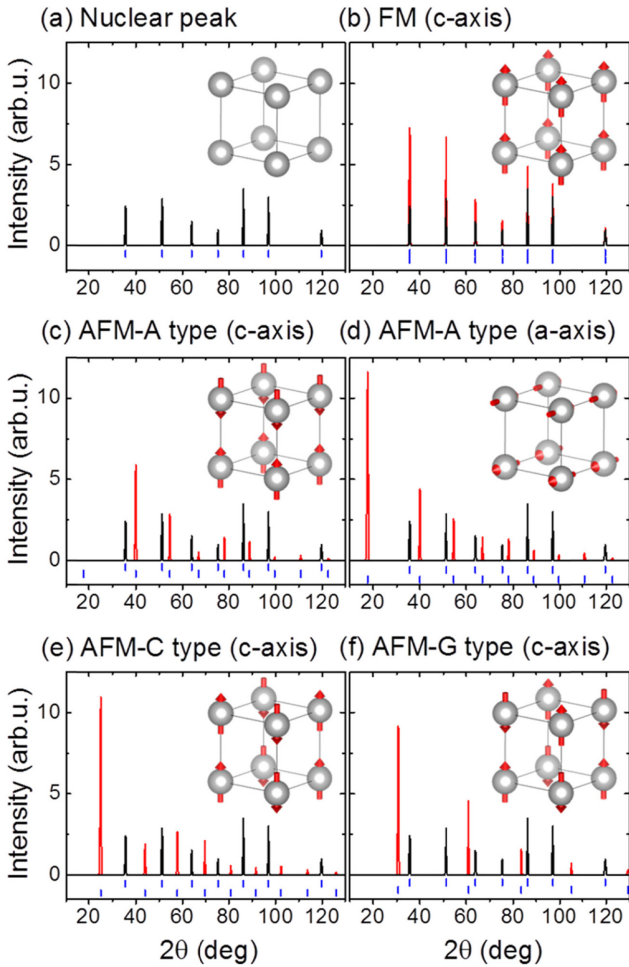 (a) Nuclear peak
(b) FM (c-axis)
Intensity (arb.u.)
10
5
0
20 40 60 80 100 120
20 40 60 80 100 120
(c) AFM-A type (c-axis)
(d) AFM-A type (a-axis)
Intensity (arb.u.)
10
5
0
20 40 60 80 100 120
20 40 60 80 100 120
(e) AFM-C type (c-axis)
(f) AFM-G type (c-axis)
Intensity (arb.u.)
10
5
0
20 40 60 80 100 120
20 40 60 80 100 120
2θ (deg)
2θ (deg)